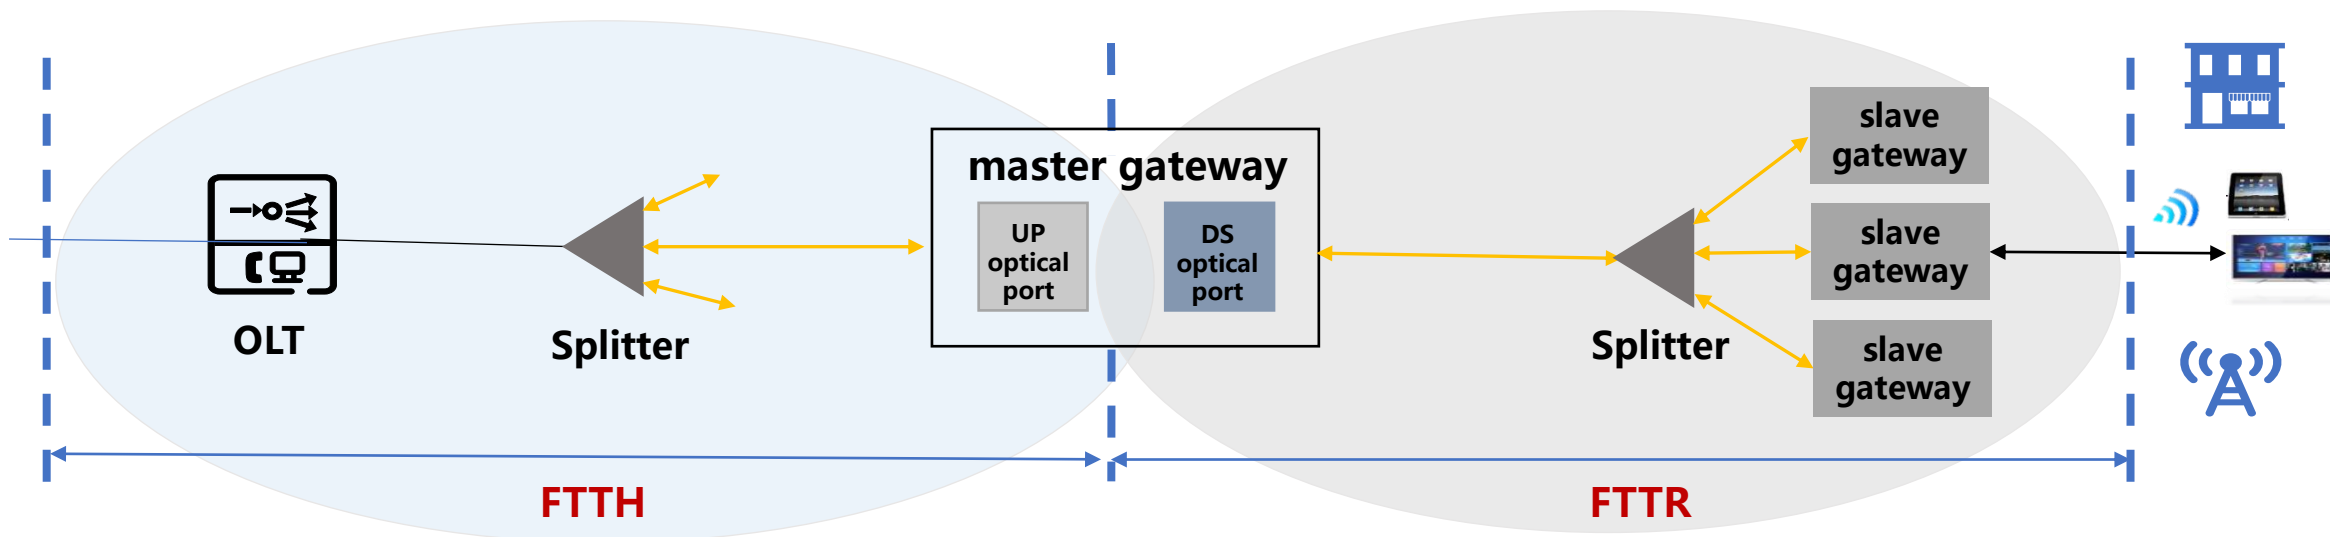 master gateway
UP
optical
port
DS
optical
port
slave
gateway
slave
gateway
slave
gateway
OLT
Splitter
Splitter
FTTH
FTTR